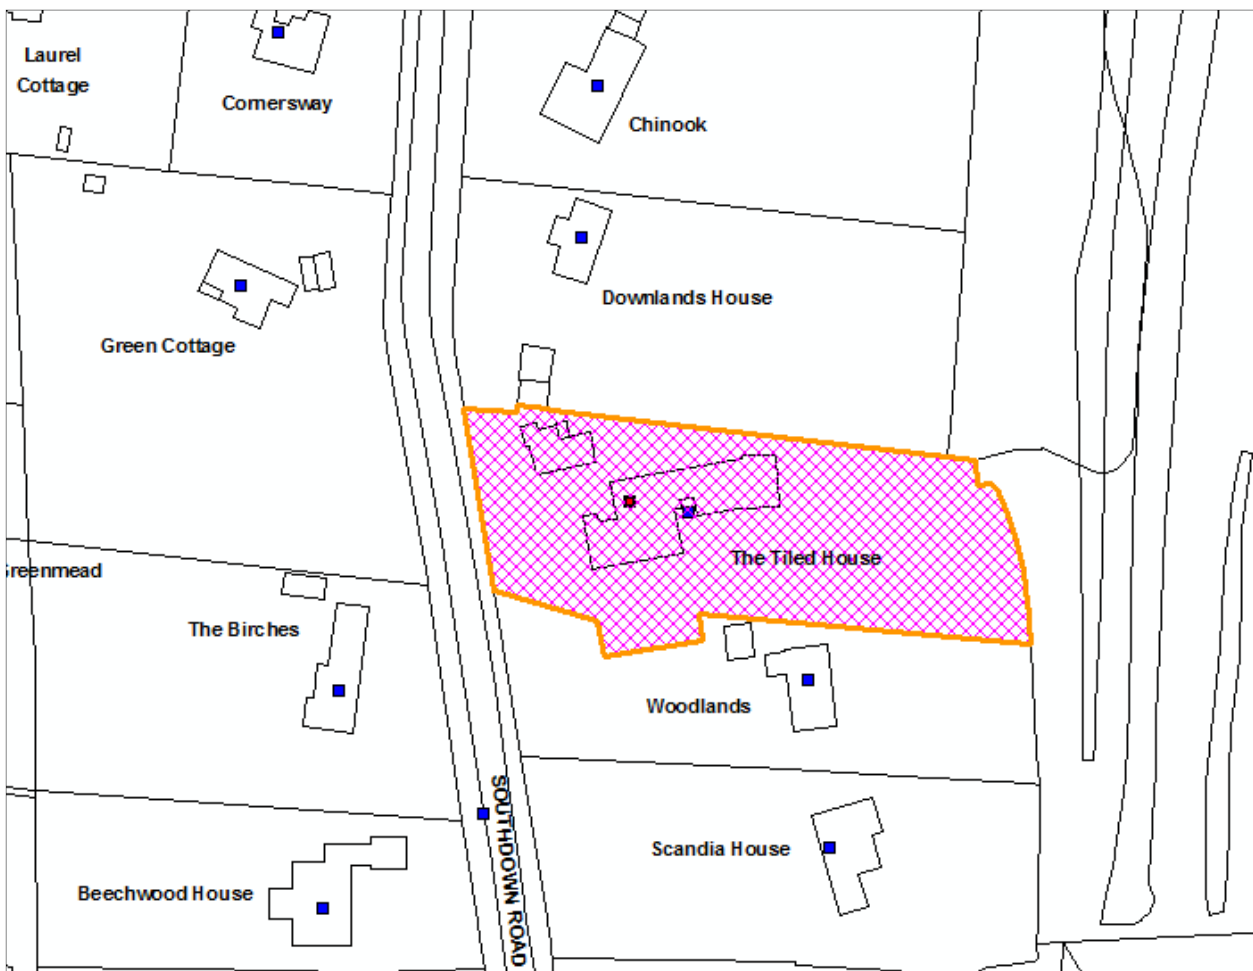 Laurel
Cottage
Cornersway
Chinook
Downlands House
Green Cottage
The Tiled House
Greenmead
The Birches
Woodlands
SOUTHDOWN ROAD
Scandia House
Beechwood House